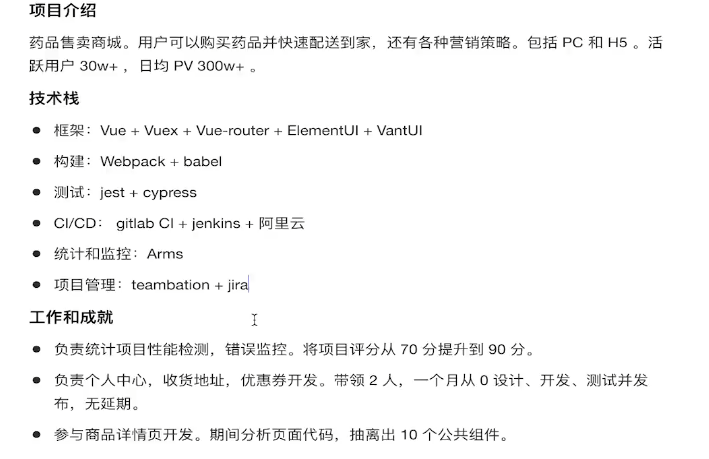 项目介绍
药品售卖商城。用户可以购买药品并快速配送到家，还有各种营销策略。包括 PC 和 H5 。活
跃用户 30w+ ，日均 PV 300w+ 。
技术栈
● 框架：Vue + Vuex + Vue-router + ElementUI + VantUI
● 构建：Webpack + babel
● 测试：jest + cypress
● CI/CD： gitlab CI + jenkins + 阿里云
● 统计和监控：Arms
● 项目管理：teambation + jira
工作和成就
● 负责统计项目性能检测，错误监控。将项目评分从 70 分提升到 90 分。
● 负责个人中心，收货地址，优惠券开发。带领 2 人，一个月从 0 设计、开发、测试并发
布，无延期。
● 参与商品详情页开发。期间分析页面代码，抽离出 10 个公共组件。